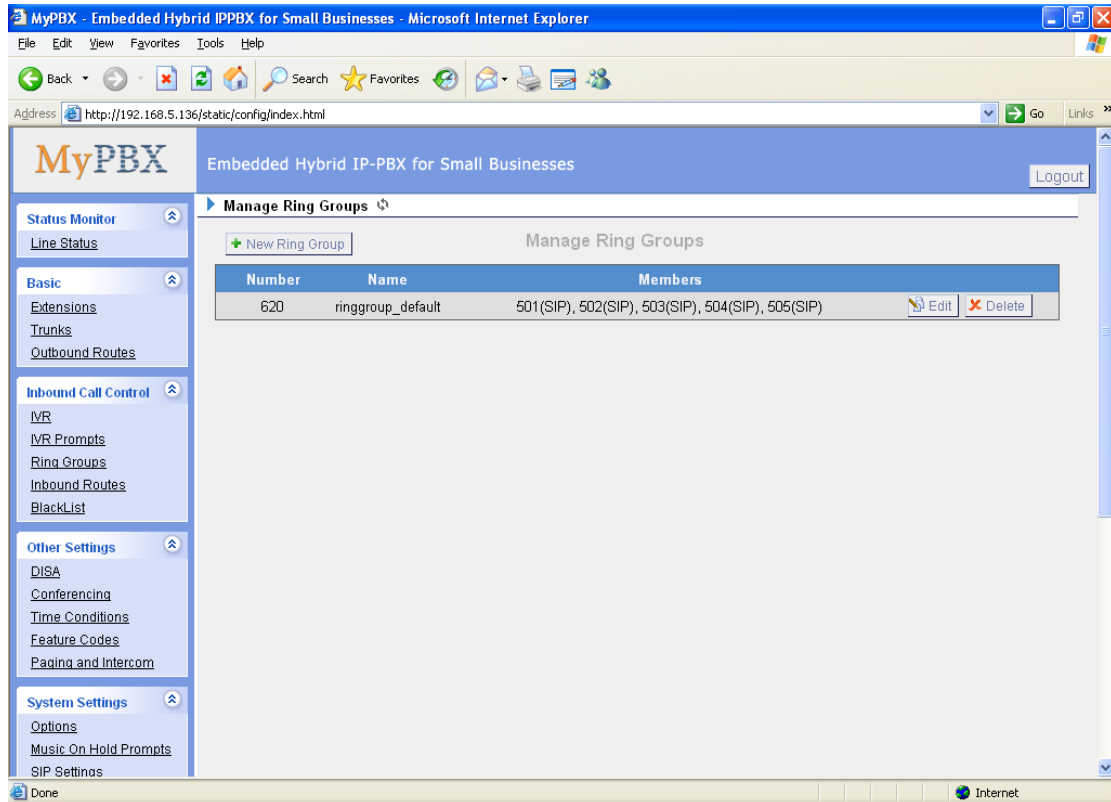 MyPBX - Embedded Hybrid IPPBX for Small Businesses - Microsoft Internet Explorer
File Edit View Favorites Tools Help
Back Search Favorites
Address http://192.168.5.136/static/config/index.html Go Links »
MyPBX Embedded Hybrid IP-PBX for Small Businesses
Logout
Status Monitor
Line Status
Basic
Extensions
Trunks
Outbound Routes
Inbound Call Control
IVR
IVR Prompts
Ring Groups
Inbound Routes
BlackList
Other Settings
DISA
Conferencing
Time Conditions
Feature Codes
Paging and Intercom
System Settings
Options
Music On Hold Prompts
SIP Settings
Manage Ring Groups
New Ring Group Manage Ring Groups
Number Name Members
620 ringgroup_default 501(SIP), 502(SIP), 503(SIP), 504(SIP), 505(SIP) Edit Delete
Done Internet